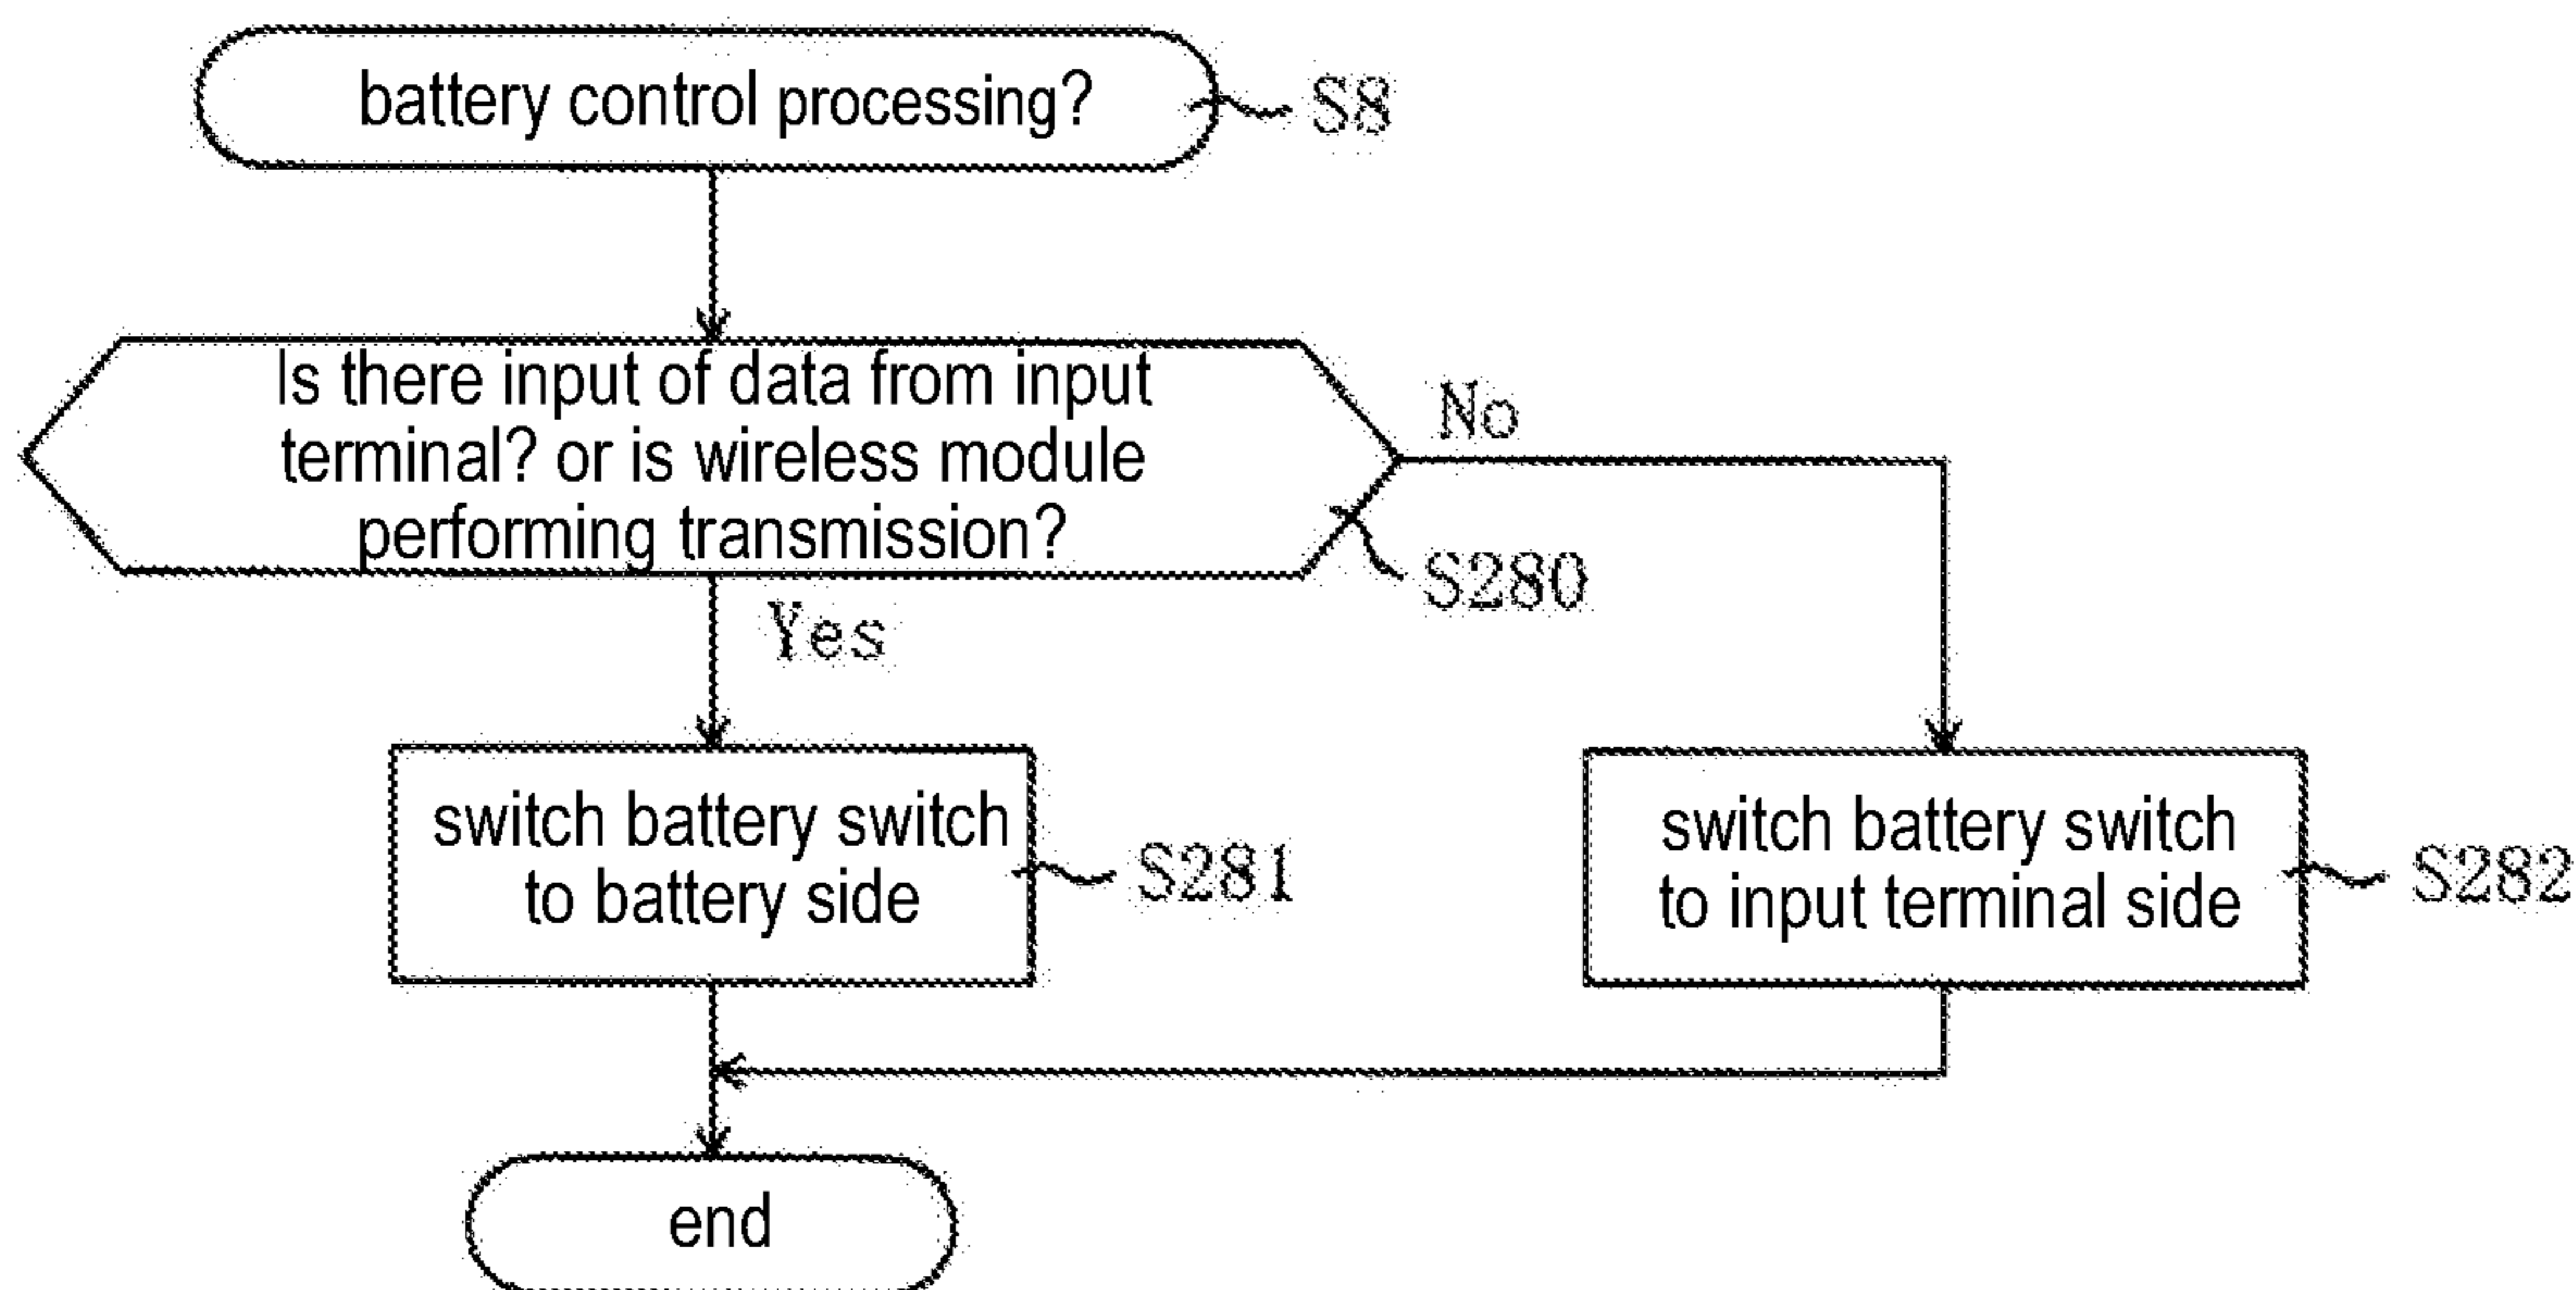 battery control processing?
S8
Is there input of data from input
terminal? or is wireless module
performing transmission?
No
S280
Yes
switch battery switch
to battery side
S281
switch battery switch
to input terminal side
S282
end